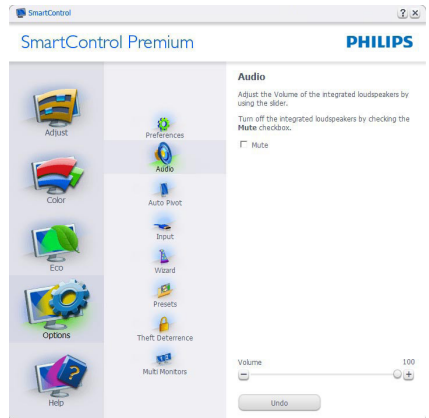 SmartControl
SmartControl Premium
PHILIPS
Adjust
Color
Eco
Options
Help
Preferences
Audio
Auto Pivot
Input
Wizard
Presets
Theft Deterrence
Multi Monitors
Audio
Adjust the Volume of the integrated loudspeakers by
using the slider.
Turn off the integrated loudspeakers by checking the
Mute checkbox.
Mute
Volume 100
Undo